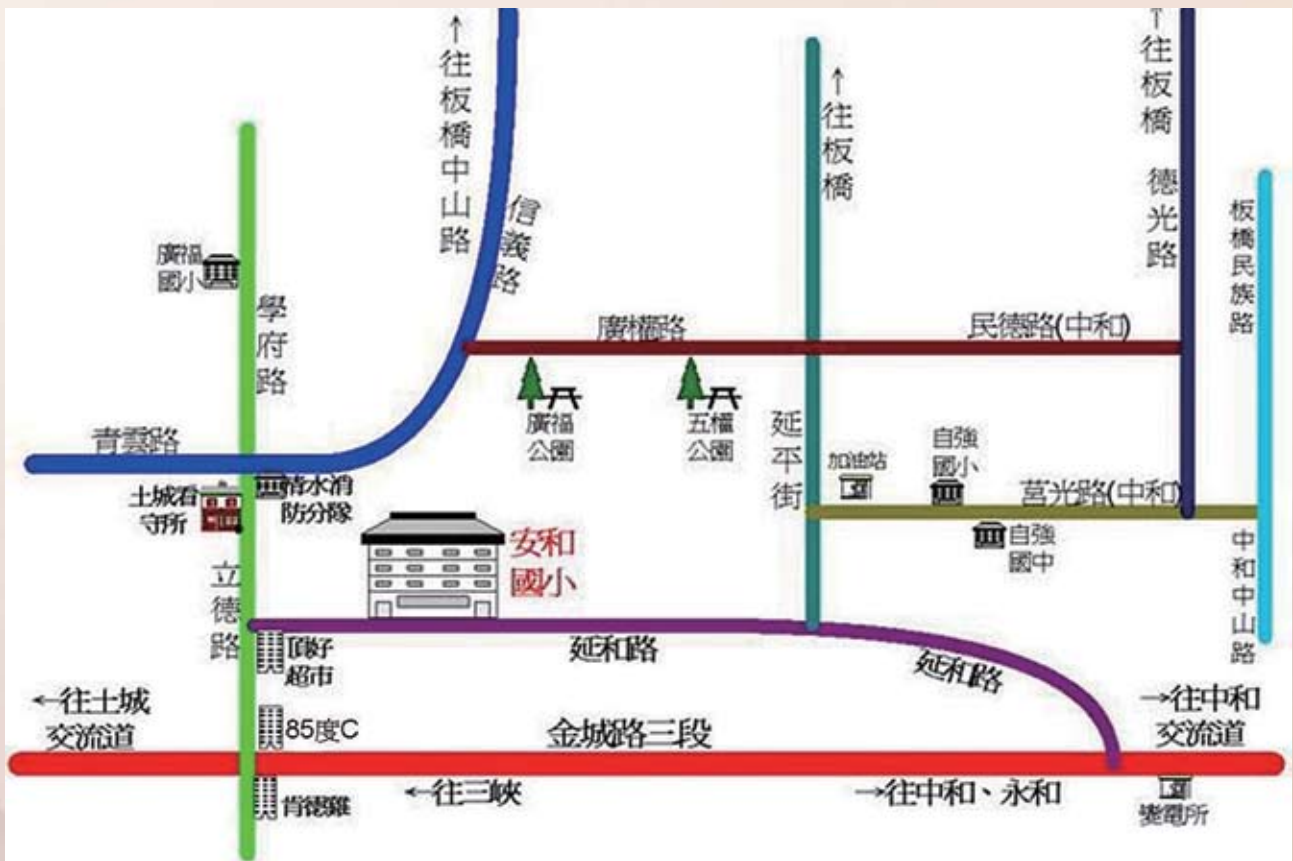 ↑往板橋中山路
信義路
↑往板橋
↑往板橋
德光路
板橋民族路
廣福
國小
學府路
廣權路
民德路(中和)
青雲路
廣福
公園
五權
公園
延平街
加油站
自強
國小
莒光路(中和)
土城看
守所
清水消
防分隊
安和
國小
自強
國中
立德路
中和中山路
頂好
超市
延和路
延和路
←往土城
交流道
85度C
金城路三段
→往中和
交流道
肯德雞
←往三峽
→往中和、永和
變電所